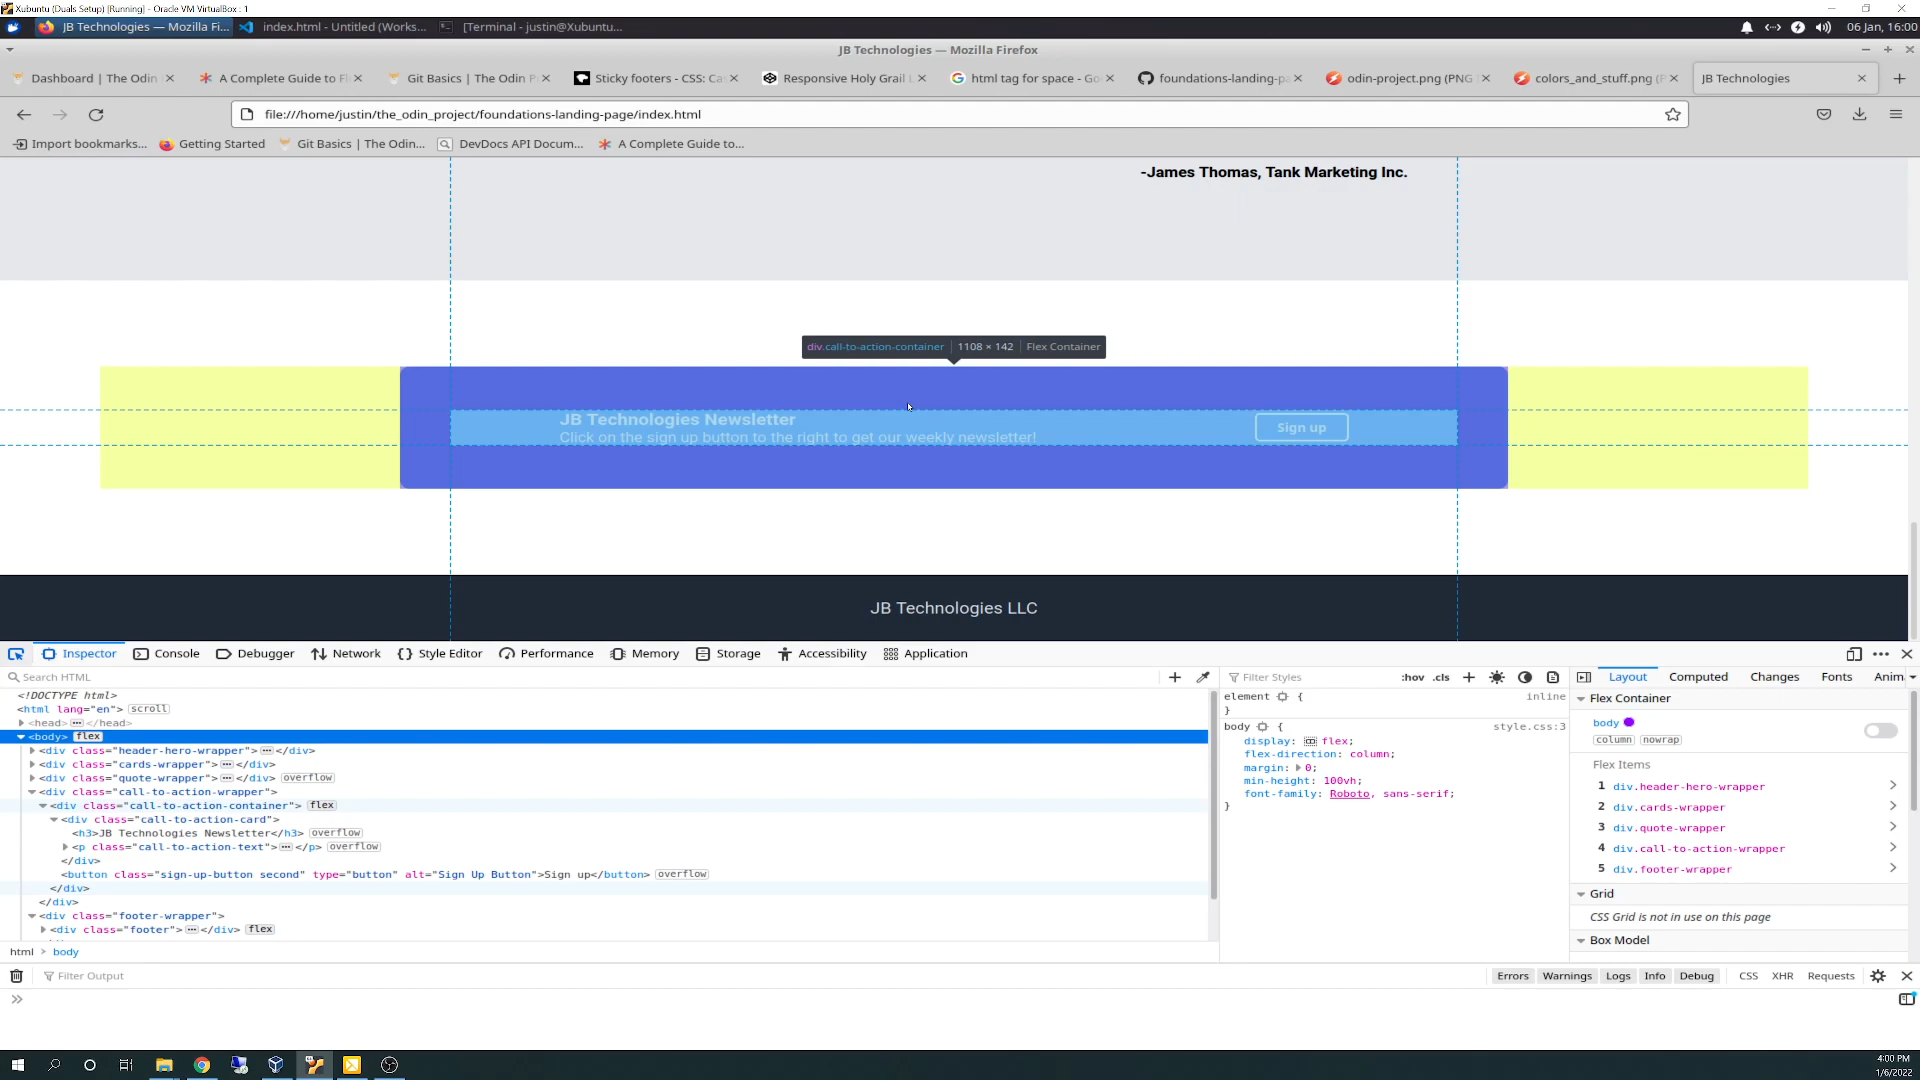 Xubuntu (Duals Setup) [Running] - Oracle VM VirtualBox : 1
JB Technologies — Mozilla Fi...
index.html - Untitled (Works...
[Terminal - justin@Xubuntu...
06 Jan, 16:00
JB Technologies — Mozilla Firefox
Dashboard | The Odin
A Complete Guide to Fl
Git Basics | The Odin P
Sticky footers - CSS: Ca
Responsive Holy Grail L
html tag for space - Go
foundations-landing-pa
odin-project.png (PNG I
colors_and_stuff.png (P
JB Technologies
file:///home/justin/the_odin_project/foundations-landing-page/index.html
Import bookmarks...
Getting Started
Git Basics | The Odin...
DevDocs API Docum...
A Complete Guide to...
-James Thomas, Tank Marketing Inc.
div.call-to-action-container | 1108 × 142 | Flex Container
JB Technologies Newsletter
Click on the sign up button to the right to get our weekly newsletter!
Sign up
JB Technologies LLC
Inspector
Console
Debugger
Network
Style Editor
Performance
Memory
Storage
Accessibility
Application
Search HTML
<!DOCTYPE html>
<html lang="en"> scroll
<head> </head>
<body> flex
<div class="header-hero-wrapper"> </div>
<div class="cards-wrapper"> </div>
<div class="quote-wrapper"> </div> overflow
<div class="call-to-action-wrapper">
<div class="call-to-action-container"> flex
<div class="call-to-action-card">
<h3>JB Technologies Newsletter</h3> overflow
<p class="call-to-action-text"> </p> overflow
</div>
<button class="sign-up-button second" type="button" alt="Sign Up Button">Sign up</button> overflow
</div>
</div>
<div class="footer-wrapper">
<div class="footer"> </div> flex
html > body
Filter Styles
:hov .cls
element { inline
}
body { style.css:3
display: flex;
flex-direction: column;
margin: 0;
min-height: 100vh;
font-family: Roboto, sans-serif;
}
Layout
Computed
Changes
Fonts
Anim
Flex Container
body
column nowrap
Flex Items
1 div.header-hero-wrapper
2 div.cards-wrapper
3 div.quote-wrapper
4 div.call-to-action-wrapper
5 div.footer-wrapper
Grid
CSS Grid is not in use on this page
Box Model
Filter Output
Errors
Warnings
Logs
Info
Debug
CSS
XHR
Requests
4:00 PM
1/6/2022